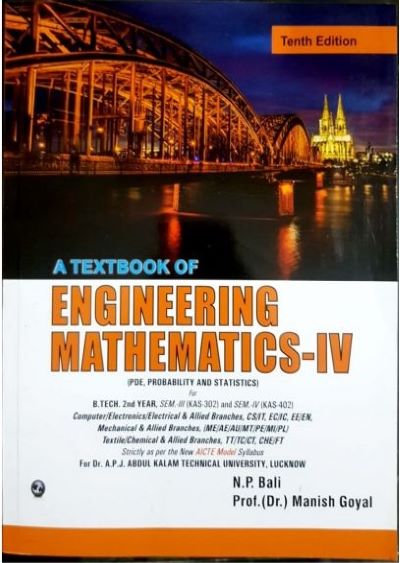 Tenth Edition
A TEXTBOOK OF
ENGINEERING
MATHEMATICS-IV
(PDE, PROBABILITY AND STATISTICS)
For
B.TECH. 2nd YEAR, SEM.-III (KAS-302) and SEM. IV (KAS-402)
Computer/Electronics/Electrical & Allied Branches, CS/IT, EC/IC, EE/EN,
Mechanical & Allied Branches, (ME/AE/AU/MT/PE/MI/PL)
Textile/Chemical & Allied Branches, TT/TC/CT, CHE/FT
Strictly as per the New AICTE Model Syllabus
For Dr. A.P.J. ABDUL KALAM TECHNICAL UNIVERSITY, LUCKNOW
N.P. Bali
Prof.(Dr.) Manish Goyal